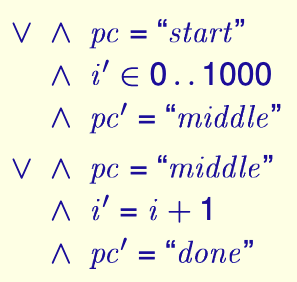 ∨ ∧ pc = “start”
∧ i′ ∈ 0 . . 1000
∧ pc′ = “middle”
∨ ∧ pc = “middle”
∧ i′ = i + 1
∧ pc′ = “done”